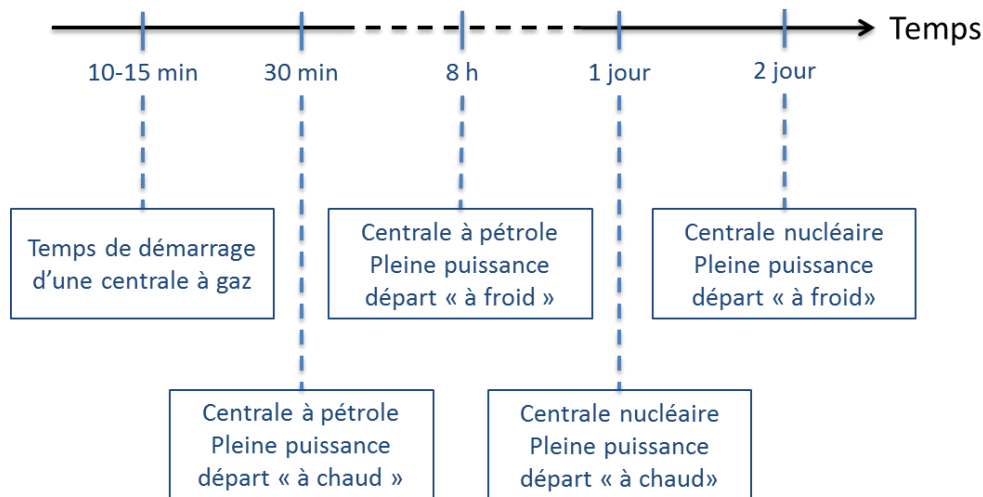 Temps
10-15 min
30 min
8 h
1 jour
2 jour
Temps de démarrage
d’une centrale à gaz
Centrale à pétrole
Pleine puissance
départ « à froid »
Centrale nucléaire
Pleine puissance
départ « à froid»
Centrale à pétrole
Pleine puissance
départ « à chaud »
Centrale nucléaire
Pleine puissance
départ « à chaud»